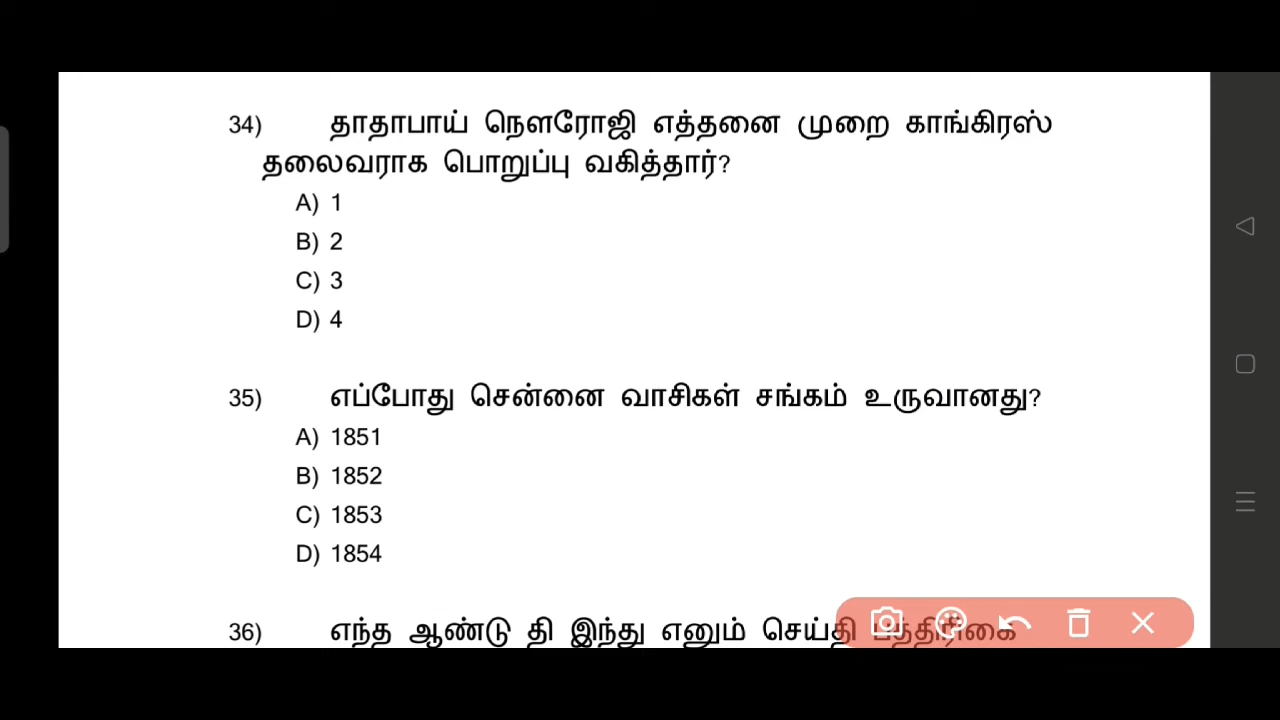 34) தாதாபாய் நௌரோஜி எத்தனை முறை காங்கிரஸ்
தலைவராக பொறுப்பு வகித்தார்?
A) 1
B) 2
C) 3
D) 4
35) எப்போது சென்னை வாசிகள் சங்கம் உருவானது?
A) 1851
B) 1852
C) 1853
D) 1854
36) எந்த ஆண்டு தி இந்து எனும் செய்தி பத்திரிகை